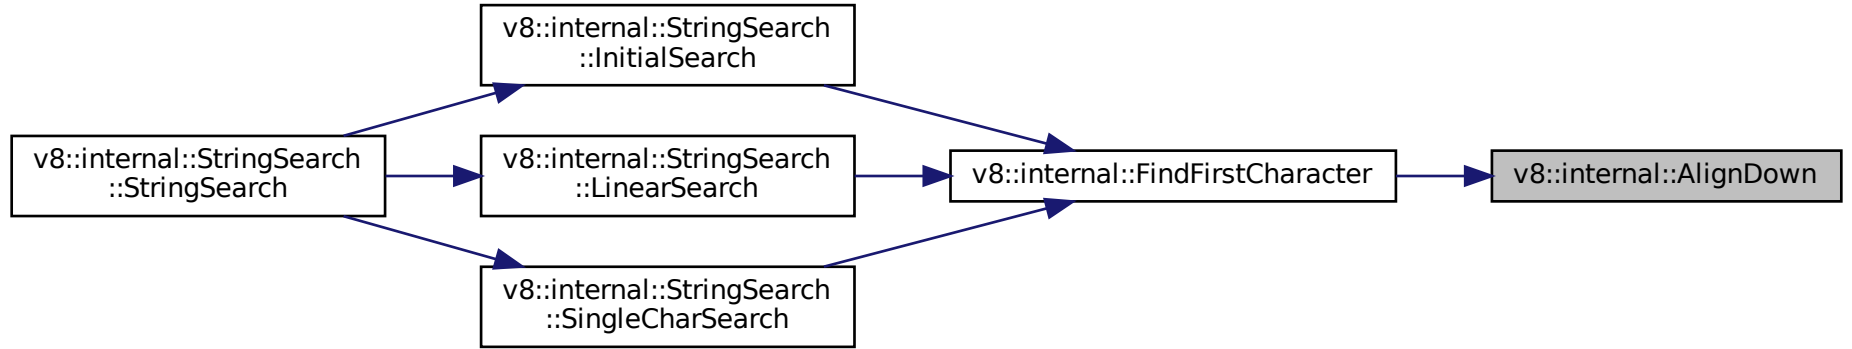 v8::internal::StringSearch
::InitialSearch
v8::internal::StringSearch
::StringSearch
v8::internal::StringSearch
::LinearSearch
v8::internal::FindFirstCharacter
v8::internal::AlignDown
v8::internal::StringSearch
::SingleCharSearch